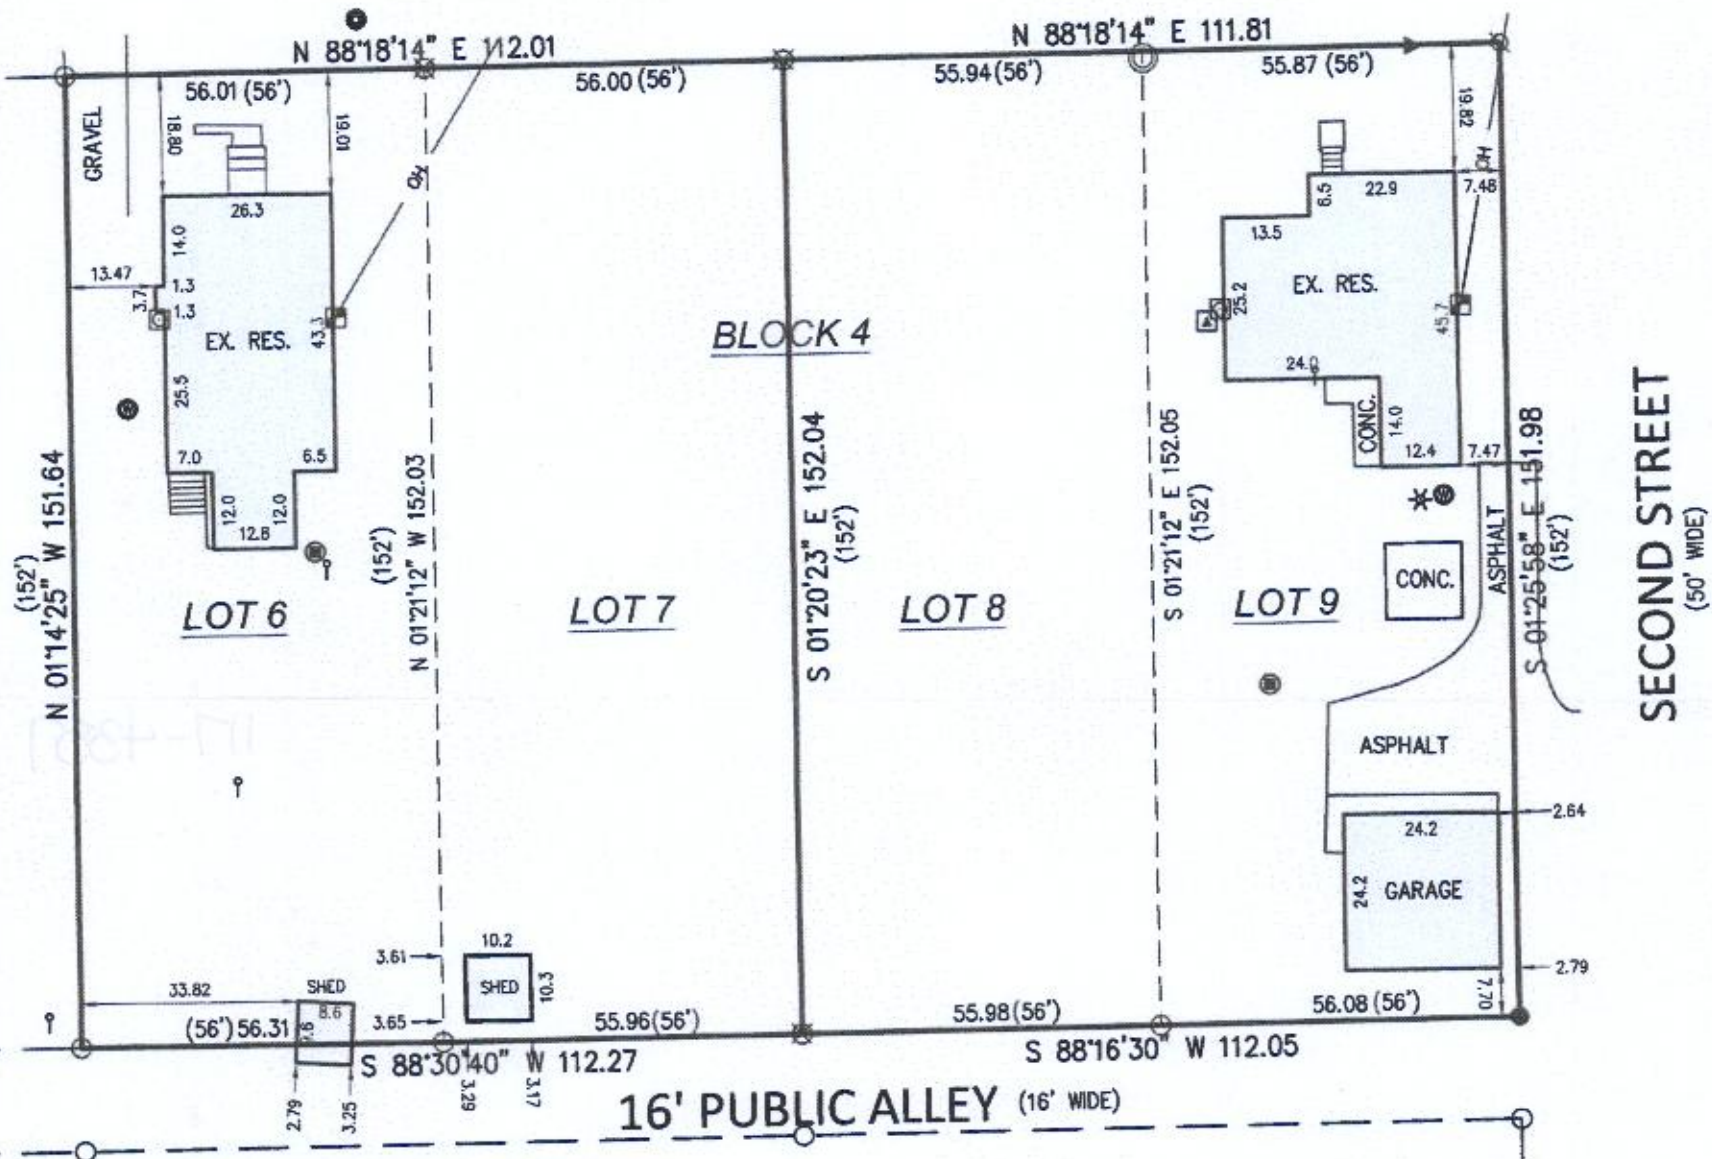 N 88°18'14" E 112.01
N 88°18'14" E 111.81
56.01 (56')
56.00 (56')
55.94 (56')
55.87 (56')
GRAVEL
18.80
19.01
OH
19.82
OH
26.3
14.0
13.47
1.3
3.7
1.3
EX. RES.
43.3
25.5
7.0
6.5
12.0
12.0
12.8
6.5
22.9
7.48
13.5
EX. RES.
25.2
45.7
24.0
CONC.
14.0
12.4
7.47
BLOCK 4
N 01°14'25" W 151.64
(152')
N 01°21'12" W 152.03
(152')
S 01°20'23" E 152.04
(152')
S 01°21'12" E 152.05
(152')
S 01°25'58" E 151.98
(152')
SECOND STREET
(50' WIDE)
LOT 6
LOT 7
LOT 8
LOT 9
CONC.
ASPHALT
ASPHALT
2.64
24.2
24.2
GARAGE
2.79
7.70
33.82
SHED
8.6
9.6
(56') 56.31
3.61
10.2
SHED
10.3
3.65
55.96 (56')
55.98 (56')
56.08 (56')
S 88°30'40" W 112.27
S 88°16'30" W 112.05
2.79
3.25
3.29
3.17
16' PUBLIC ALLEY (16' WIDE)